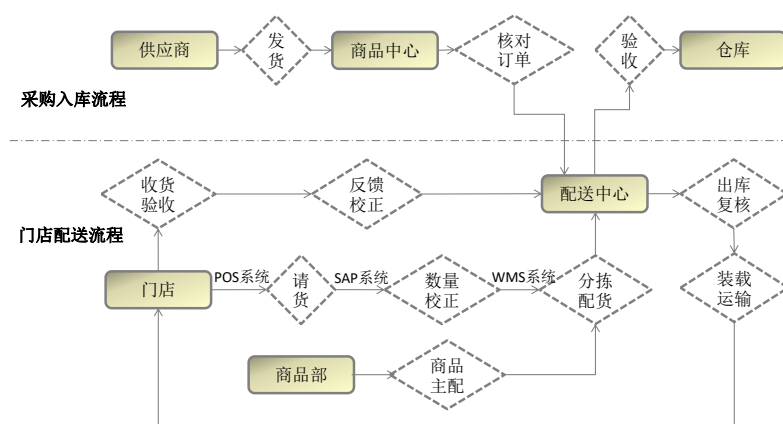 供应商
发
货
商品中心
核对
订单
验
收
仓库
采购入库流程
收货
验收
反馈
校正
配送中心
出库
复核
门店配送流程
门店
POS系统
请
货
SAP系统
数量
校正
WMS系统
分拣
配货
装载
运输
商品部
商品
主配